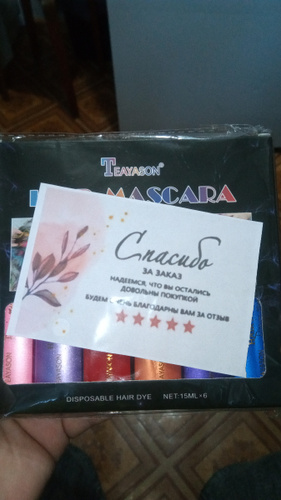 TEAYASON®
MASCARA
Спасибо
ЗА ЗАКАЗ
НАДЕЕМСЯ, ЧТО ВЫ ОСТАЛИСЬ
ДОВОЛЬНЫ ПОКУПКОЙ
БУДЕМ ОЧЕНЬ БЛАГОДАРНЫ ВАМ ЗА ОТЗЫВ
DISPOSABLE HAIR DYE NET:15ML×6